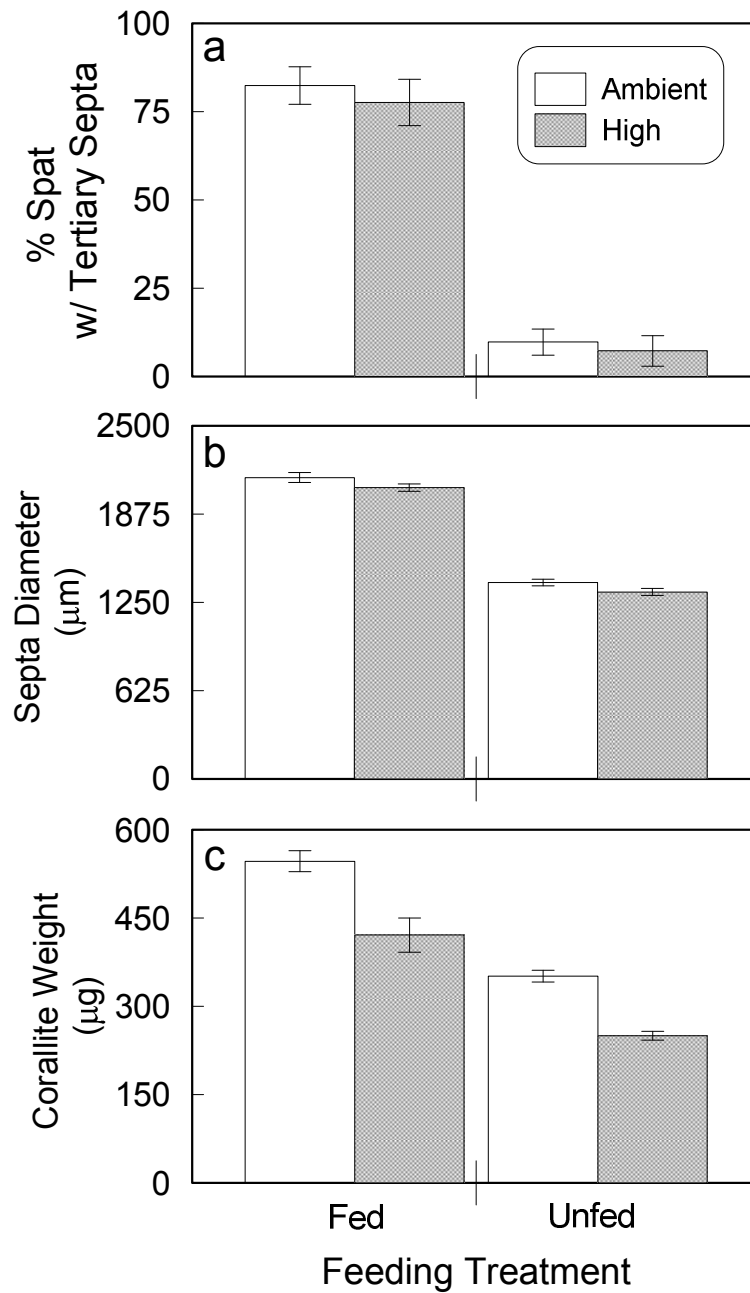 a
% Spat
w/ Tertiary Septa
100
75
50
25
0
Ambient
High
b
Septa Diameter
(μm)
2500
1875
1250
625
0
c
Corallite Weight
(μg)
600
450
300
150
0
Fed Unfed
Feeding Treatment